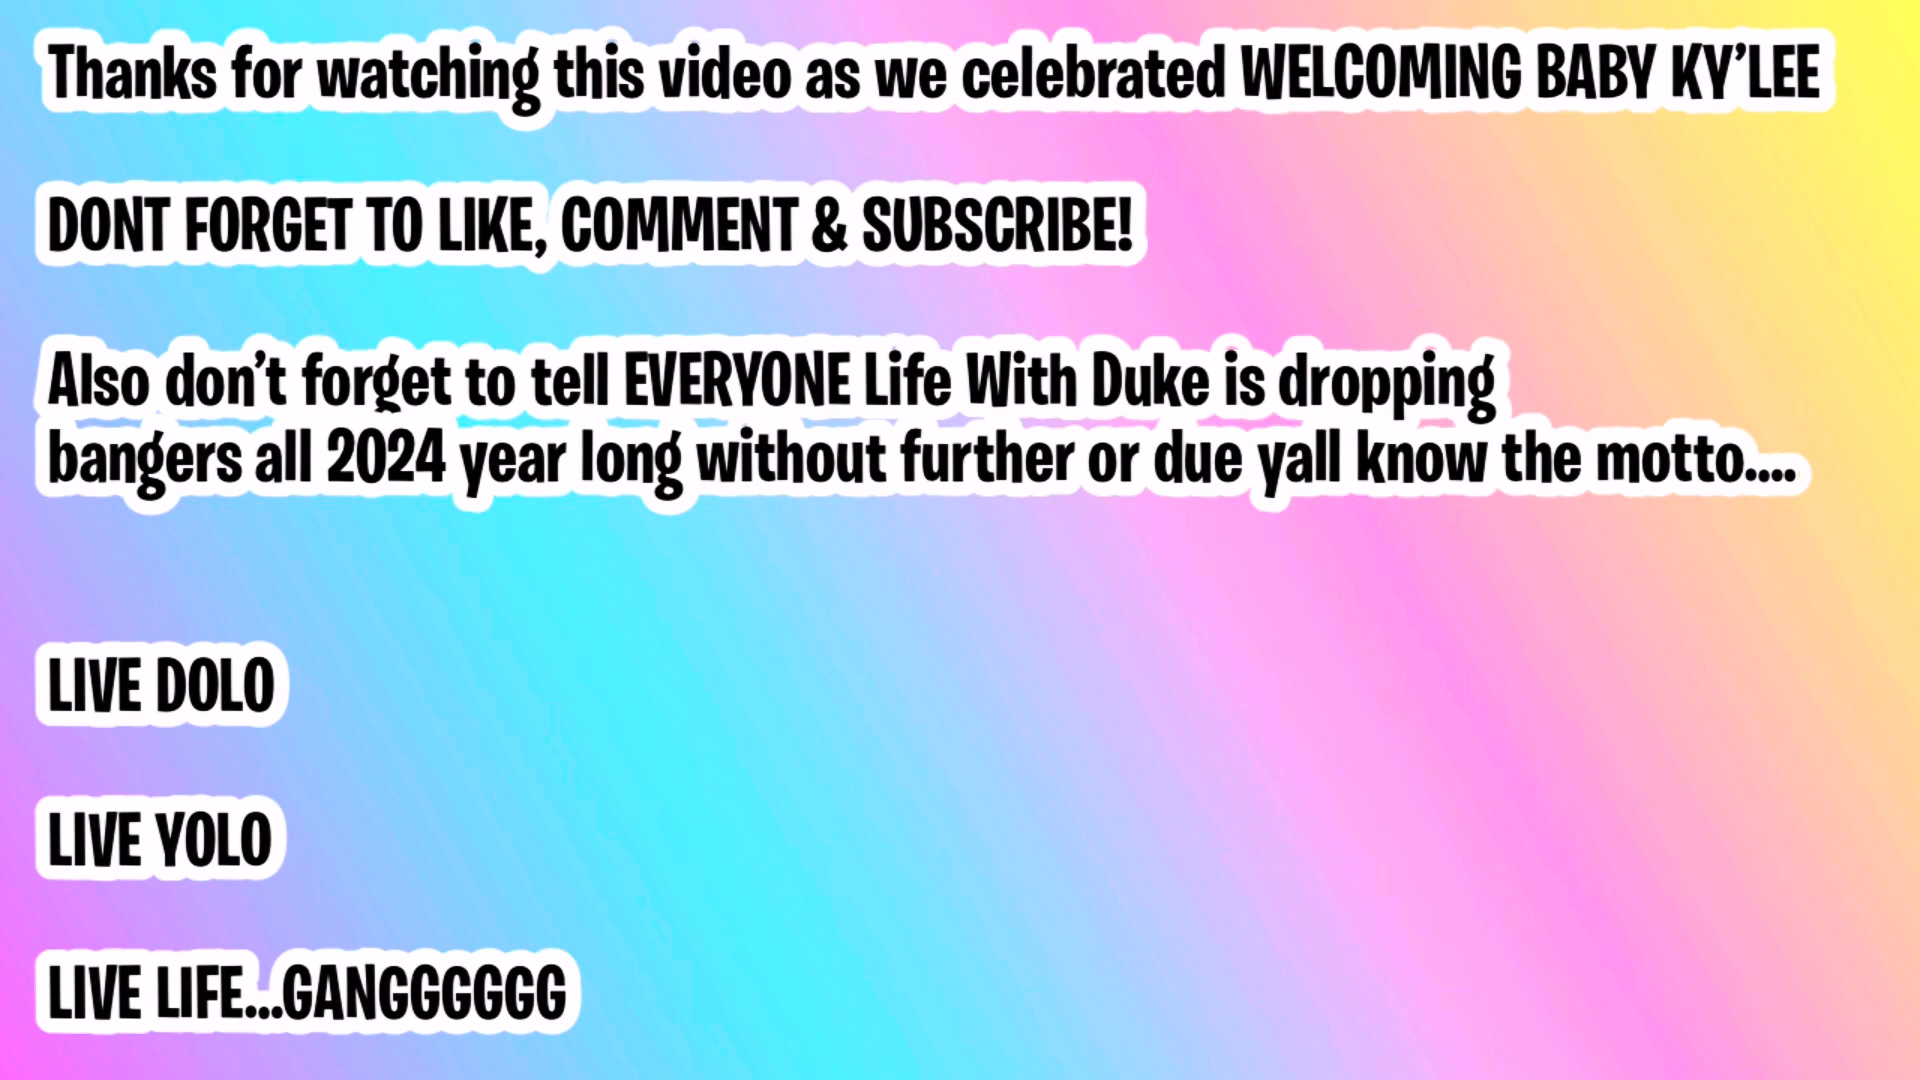 Thanks for watching this video as we celebrated WELCOMING BABY KY’LEE
DONT FORGET TO LIKE, COMMENT & SUBSCRIBE!
Also don’t forget to tell EVERYONE Life With Duke is dropping
bangers all 2024 year long without further or due yall know the motto....
LIVE DOLO
LIVE YOLO
LIVE LIFE...GANGGGGGG